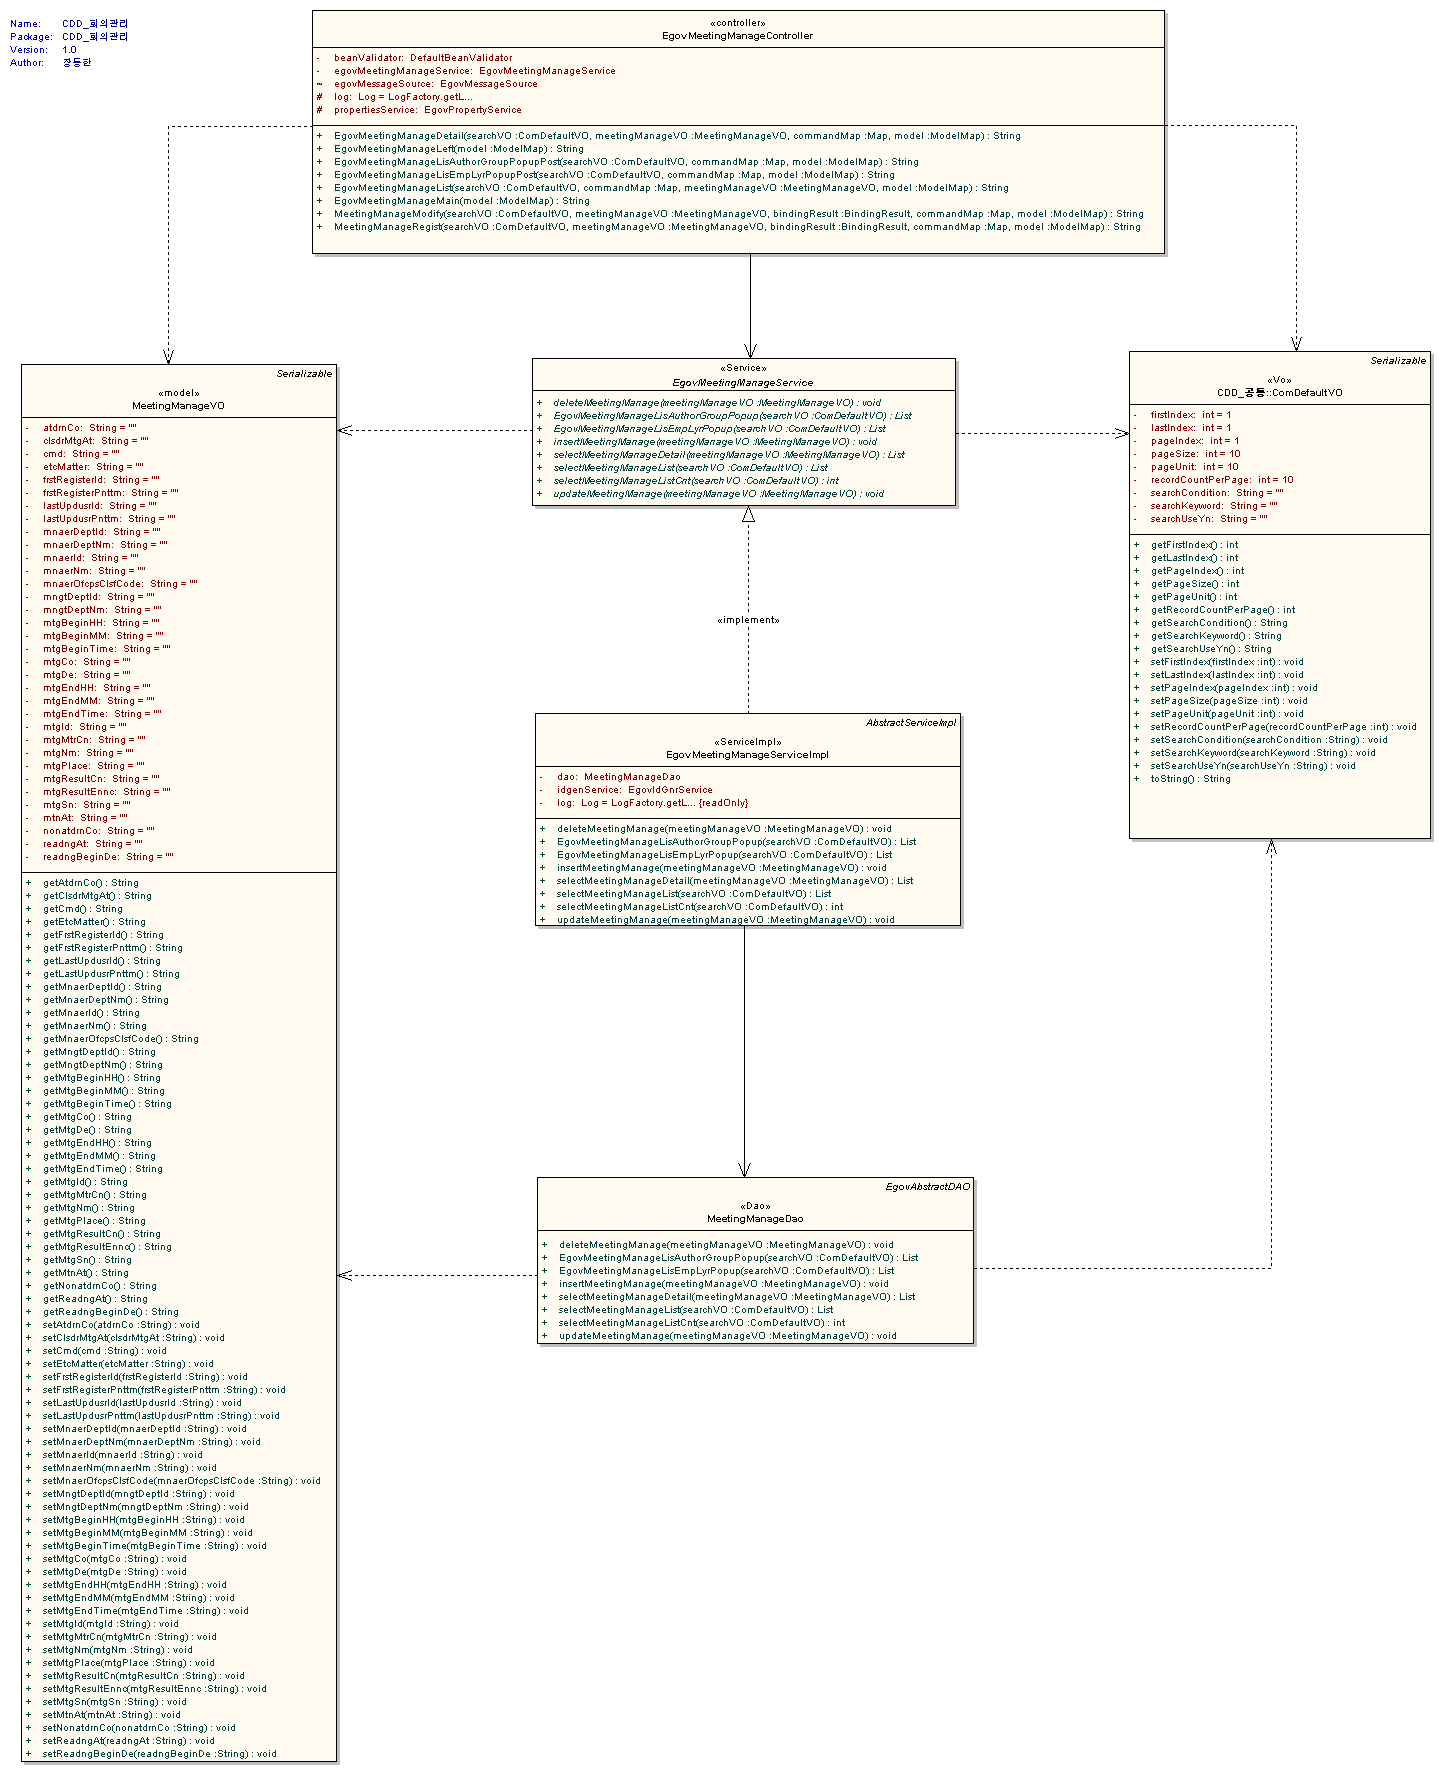 Name: CDD_회의관리
Package: CDD_회의관리
Version: 1.0
Author: 장동한
«controller»
EgovMeetingManageController
- beanValidator: DefaultBeanValidator
- egovMeetingManageService: EgovMeetingManageService
~ egovMessageSource: EgovMessageSource
# log: Log = LogFactory.getL...
# propertiesService: EgovPropertyService
+ EgovMeetingManageDetail(searchVO :ComDefaultVO, meetingManageVO :MeetingManageVO, commandMap :Map, model :ModelMap) : String
+ EgovMeetingManageLeft(model :ModelMap) : String
+ EgovMeetingManageLisAuthorGroupPopupPost(searchVO :ComDefaultVO, commandMap :Map, model :ModelMap) : String
+ EgovMeetingManageLisEmpLyrPopupPost(searchVO :ComDefaultVO, commandMap :Map, model :ModelMap) : String
+ EgovMeetingManageList(searchVO :ComDefaultVO, commandMap :Map, meetingManageVO :MeetingManageVO, model :ModelMap) : String
+ EgovMeetingManageMain(model :ModelMap) : String
+ MeetingManageModify(searchVO :ComDefaultVO, meetingManageVO :MeetingManageVO, bindingResult :BindingResult, commandMap :Map, model :ModelMap) : String
+ MeetingManageRegist(searchVO :ComDefaultVO, meetingManageVO :MeetingManageVO, bindingResult :BindingResult, commandMap :Map, model :ModelMap) : String
Serializable
«model»
MeetingManageVO
- atdrnCo: String = ""
- clsdrMtgAt: String = ""
- cmd: String = ""
- etcMatter: String = ""
- frstRegisterId: String = ""
- frstRegisterPnttm: String = ""
- lastUpdusrId: String = ""
- lastUpdusrPnttm: String = ""
- mnaerDeptId: String = ""
- mnaerDeptNm: String = ""
- mnaerId: String = ""
- mnaerNm: String = ""
- mnaerOfcpsClsfCode: String = ""
- mngtDeptId: String = ""
- mngtDeptNm: String = ""
- mtgBeginHH: String = ""
- mtgBeginMM: String = ""
- mtgBeginTime: String = ""
- mtgCo: String = ""
- mtgDe: String = ""
- mtgEndHH: String = ""
- mtgEndMM: String = ""
- mtgEndTime: String = ""
- mtgId: String = ""
- mtgMtrCn: String = ""
- mtgNm: String = ""
- mtgPlace: String = ""
- mtgResultCn: String = ""
- mtgResultEnnc: String = ""
- mtgSn: String = ""
- mtnAt: String = ""
- nonatdrnCo: String = ""
- readngAt: String = ""
- readngBeginDe: String = ""
+ getAtdrnCo() : String
+ getClsdrMtgAt() : String
+ getCmd() : String
+ getEtcMatter() : String
+ getFrstRegisterId() : String
+ getFrstRegisterPnttm() : String
+ getLastUpdusrId() : String
+ getLastUpdusrPnttm() : String
+ getMnaerDeptId() : String
+ getMnaerDeptNm() : String
+ getMnaerId() : String
+ getMnaerNm() : String
+ getMnaerOfcpsClsfCode() : String
+ getMngtDeptId() : String
+ getMngtDeptNm() : String
+ getMtgBeginHH() : String
+ getMtgBeginMM() : String
+ getMtgBeginTime() : String
+ getMtgCo() : String
+ getMtgDe() : String
+ getMtgEndHH() : String
+ getMtgEndMM() : String
+ getMtgEndTime() : String
+ getMtgId() : String
+ getMtgMtrCn() : String
+ getMtgNm() : String
+ getMtgPlace() : String
+ getMtgResultCn() : String
+ getMtgResultEnnc() : String
+ getMtgSn() : String
+ getMtnAt() : String
+ getNonatdrnCo() : String
+ getReadngAt() : String
+ getReadngBeginDe() : String
+ setAtdrnCo(atdrnCo :String) : void
+ setClsdrMtgAt(clsdrMtgAt :String) : void
+ setCmd(cmd :String) : void
+ setEtcMatter(etcMatter :String) : void
+ setFrstRegisterId(frstRegisterId :String) : void
+ setFrstRegisterPnttm(frstRegisterPnttm :String) : void
+ setLastUpdusrId(lastUpdusrId :String) : void
+ setLastUpdusrPnttm(lastUpdusrPnttm :String) : void
+ setMnaerDeptId(mnaerDeptId :String) : void
+ setMnaerDeptNm(mnaerDeptNm :String) : void
+ setMnaerId(mnaerId :String) : void
+ setMnaerNm(mnaerNm :String) : void
+ setMnaerOfcpsClsfCode(mnaerOfcpsClsfCode :String) : void
+ setMngtDeptId(mngtDeptId :String) : void
+ setMngtDeptNm(mngtDeptNm :String) : void
+ setMtgBeginHH(mtgBeginHH :String) : void
+ setMtgBeginMM(mtgBeginMM :String) : void
+ setMtgBeginTime(mtgBeginTime :String) : void
+ setMtgCo(mtgCo :String) : void
+ setMtgDe(mtgDe :String) : void
+ setMtgEndHH(mtgEndHH :String) : void
+ setMtgEndMM(mtgEndMM :String) : void
+ setMtgEndTime(mtgEndTime :String) : void
+ setMtgId(mtgId :String) : void
+ setMtgMtrCn(mtgMtrCn :String) : void
+ setMtgNm(mtgNm :String) : void
+ setMtgPlace(mtgPlace :String) : void
+ setMtgResultCn(mtgResultCn :String) : void
+ setMtgResultEnnc(mtgResultEnnc :String) : void
+ setMtgSn(mtgSn :String) : void
+ setMtnAt(mtnAt :String) : void
+ setNonatdrnCo(nonatdrnCo :String) : void
+ setReadngAt(readngAt :String) : void
+ setReadngBeginDe(readngBeginDe :String) : void
«Service»
EgovMeetingManageService
+ deleteMeetingManage(meetingManageVO :MeetingManageVO) : void
+ EgovMeetingManageLisAuthorGroupPopup(searchVO :ComDefaultVO) : List
+ EgovMeetingManageLisEmpLyrPopup(searchVO :ComDefaultVO) : List
+ insertMeetingManage(meetingManageVO :MeetingManageVO) : void
+ selectMeetingManageDetail(meetingManageVO :MeetingManageVO) : List
+ selectMeetingManageList(searchVO :ComDefaultVO) : List
+ selectMeetingManageListCnt(searchVO :ComDefaultVO) : int
+ updateMeetingManage(meetingManageVO :MeetingManageVO) : void
«implement»
AbstractServiceImpl
«ServiceImpl»
EgovMeetingManageServiceImpl
- dao: MeetingManageDao
- idgenService: EgovIdGnrService
- log: Log = LogFactory.getL... {readOnly}
+ deleteMeetingManage(meetingManageVO :MeetingManageVO) : void
+ EgovMeetingManageLisAuthorGroupPopup(searchVO :ComDefaultVO) : List
+ EgovMeetingManageLisEmpLyrPopup(searchVO :ComDefaultVO) : List
+ insertMeetingManage(meetingManageVO :MeetingManageVO) : void
+ selectMeetingManageDetail(meetingManageVO :MeetingManageVO) : List
+ selectMeetingManageList(searchVO :ComDefaultVO) : List
+ selectMeetingManageListCnt(searchVO :ComDefaultVO) : int
+ updateMeetingManage(meetingManageVO :MeetingManageVO) : void
EgovAbstractDAO
«Dao»
MeetingManageDao
+ deleteMeetingManage(meetingManageVO :MeetingManageVO) : void
+ EgovMeetingManageLisAuthorGroupPopup(searchVO :ComDefaultVO) : List
+ EgovMeetingManageLisEmpLyrPopup(searchVO :ComDefaultVO) : List
+ insertMeetingManage(meetingManageVO :MeetingManageVO) : void
+ selectMeetingManageDetail(meetingManageVO :MeetingManageVO) : List
+ selectMeetingManageList(searchVO :ComDefaultVO) : List
+ selectMeetingManageListCnt(searchVO :ComDefaultVO) : int
+ updateMeetingManage(meetingManageVO :MeetingManageVO) : void
Serializable
«Vo»
CDD_공통::ComDefaultVO
- firstIndex: int = 1
- lastIndex: int = 1
- pageIndex: int = 1
- pageSize: int = 10
- pageUnit: int = 10
- recordCountPerPage: int = 10
- searchCondition: String = ""
- searchKeyword: String = ""
- searchUseYn: String = ""
+ getFirstIndex() : int
+ getLastIndex() : int
+ getPageIndex() : int
+ getPageSize() : int
+ getPageUnit() : int
+ getRecordCountPerPage() : int
+ getSearchCondition() : String
+ getSearchKeyword() : String
+ getSearchUseYn() : String
+ setFirstIndex(firstIndex :int) : void
+ setLastIndex(lastIndex :int) : void
+ setPageIndex(pageIndex :int) : void
+ setPageSize(pageSize :int) : void
+ setPageUnit(pageUnit :int) : void
+ setRecordCountPerPage(recordCountPerPage :int) : void
+ setSearchCondition(searchCondition :String) : void
+ setSearchKeyword(searchKeyword :String) : void
+ setSearchUseYn(searchUseYn :String) : void
+ toString() : String